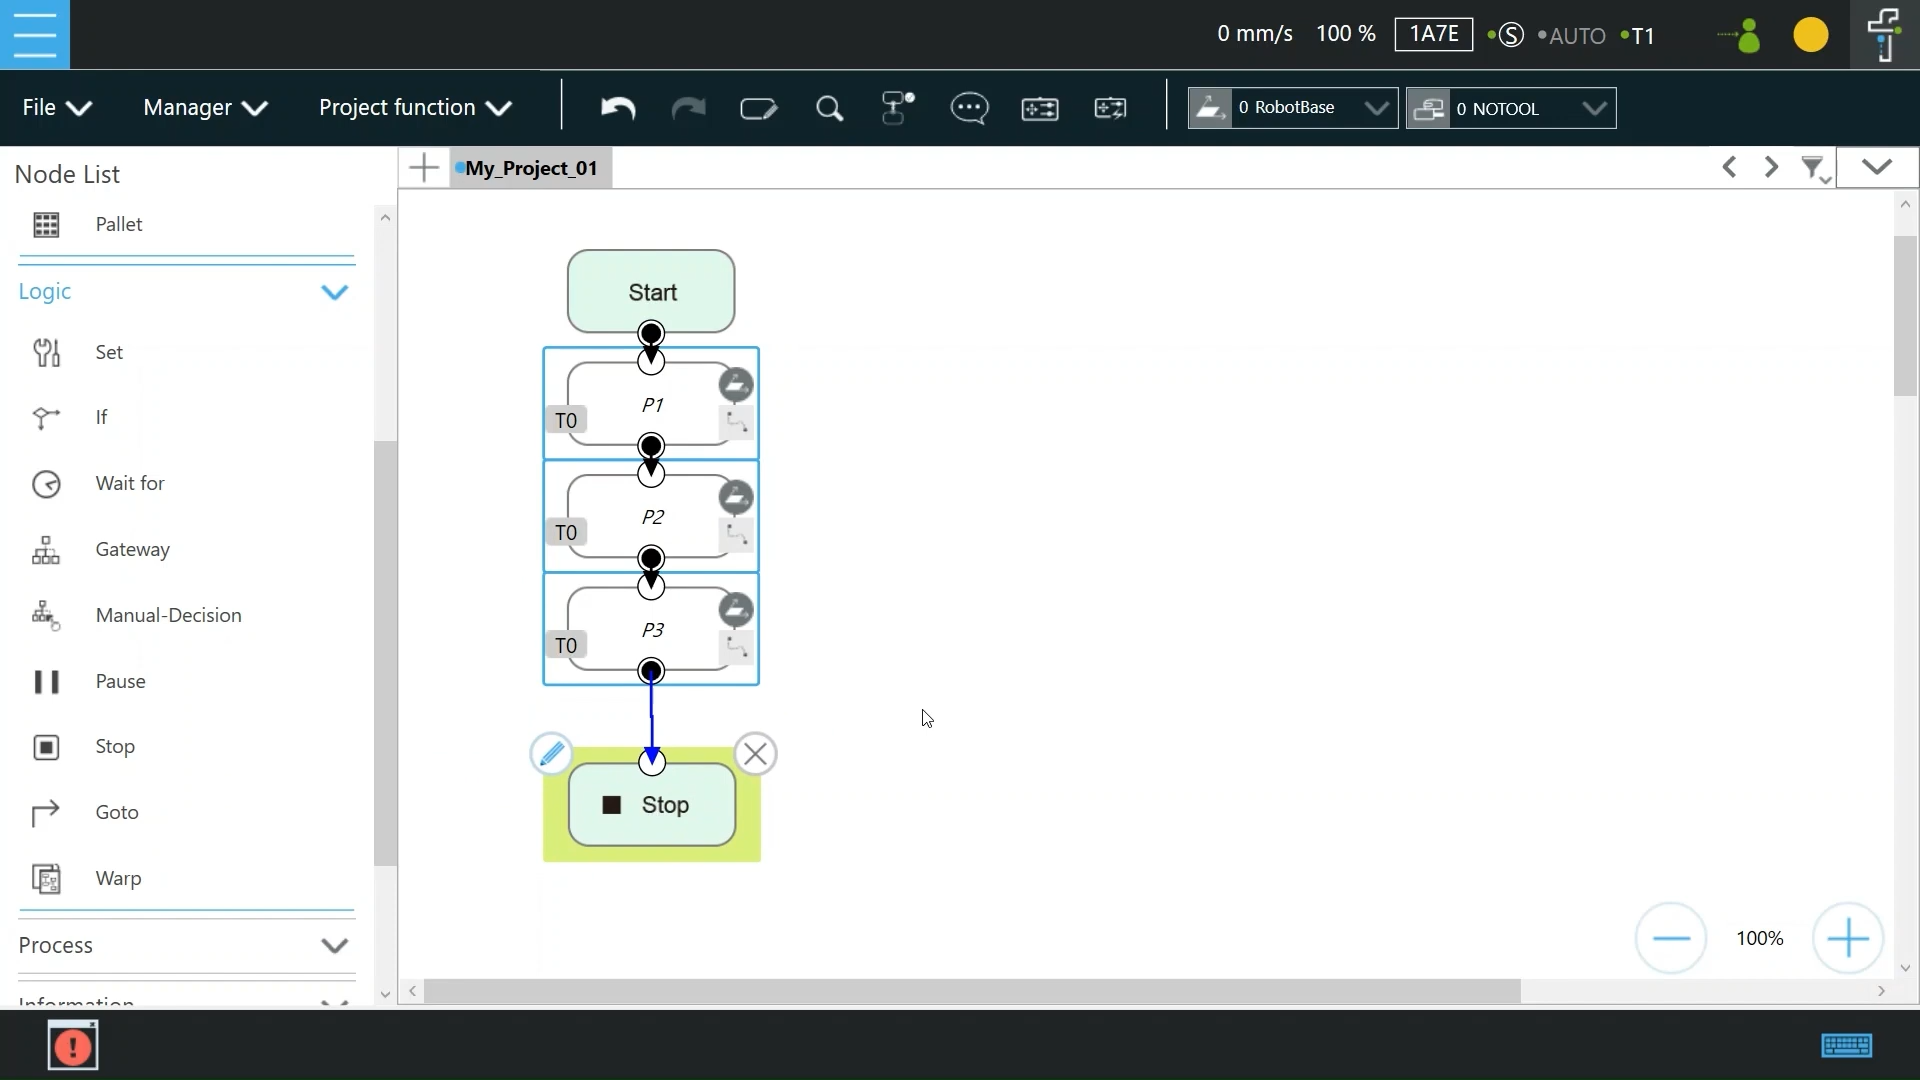 0 mm/s 100 % 1A7E S AUTO T1
File Manager Project function 0 RobotBase 0 NOTOOL
Node List
My_Project_01
Pallet
Logic
Set
If
Wait for
Gateway
Manual-Decision
Pause
Stop
Goto
Warp
Process
Information
Start
P1
T0
P2
T0
P3
T0
Stop
100%